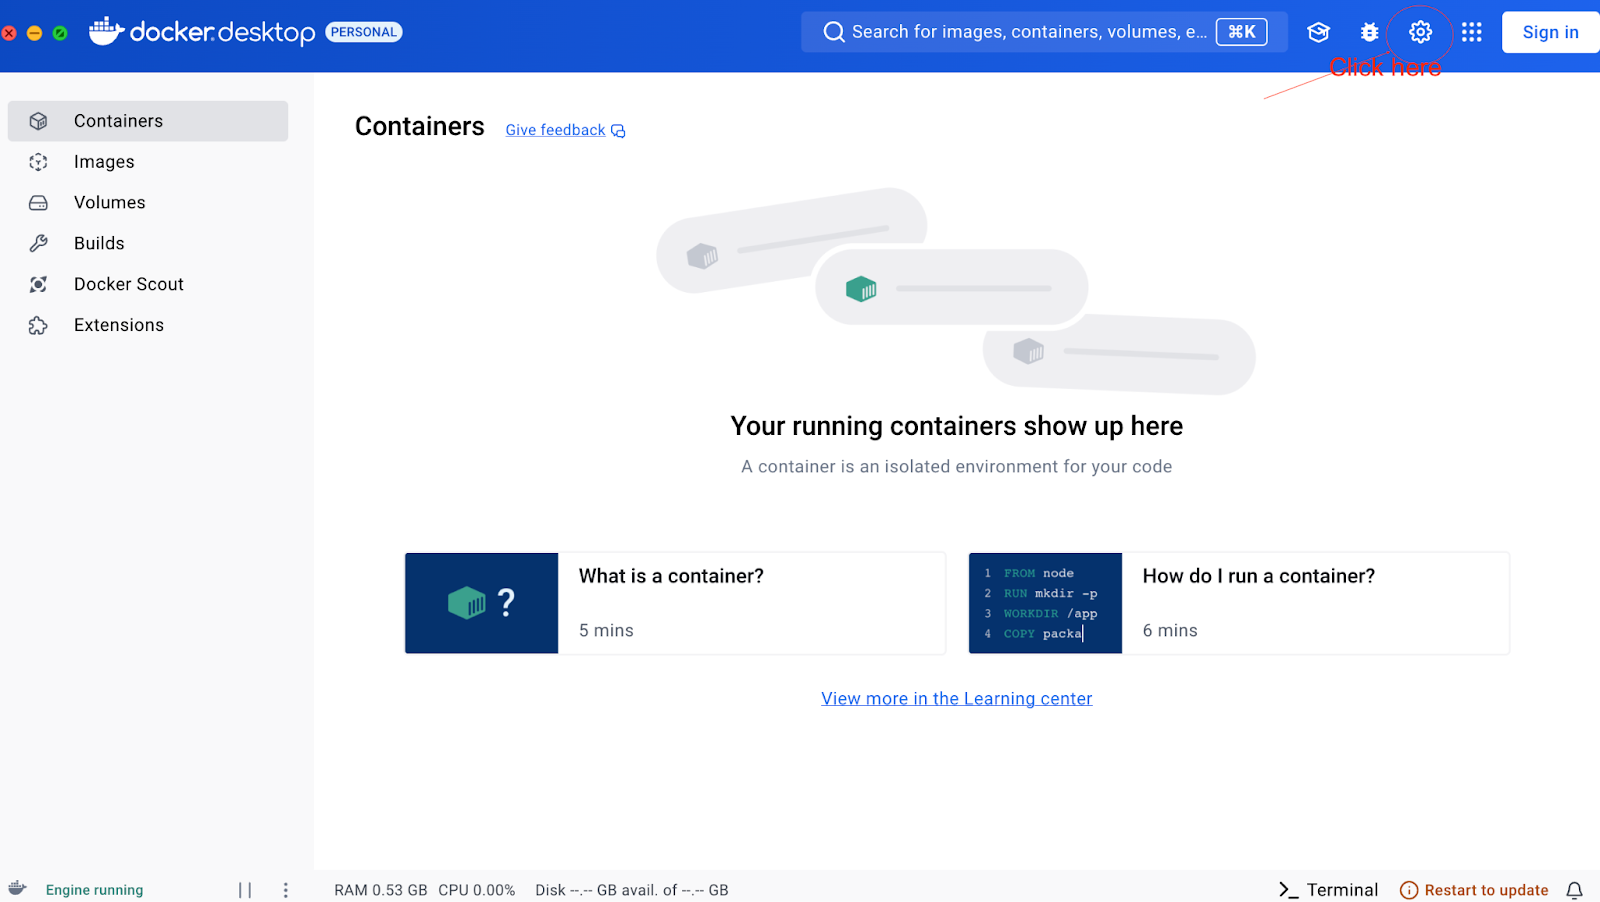 docker.desktop PERSONAL
Search for images, containers, volumes, e... ⌘K
Sign in
Click here
Containers
Images
Volumes
Builds
Docker Scout
Extensions
Containers Give feedback
Your running containers show up here
A container is an isolated environment for your code
?
What is a container?
5 mins
1 FROM node
2 RUN mkdir -p
3 WORKDIR /app
4 COPY packa
How do I run a container?
6 mins
View more in the Learning center
Engine running
RAM 0.53 GB CPU 0.00% Disk --.-- GB avail. of --.-- GB
>_ Terminal
Restart to update